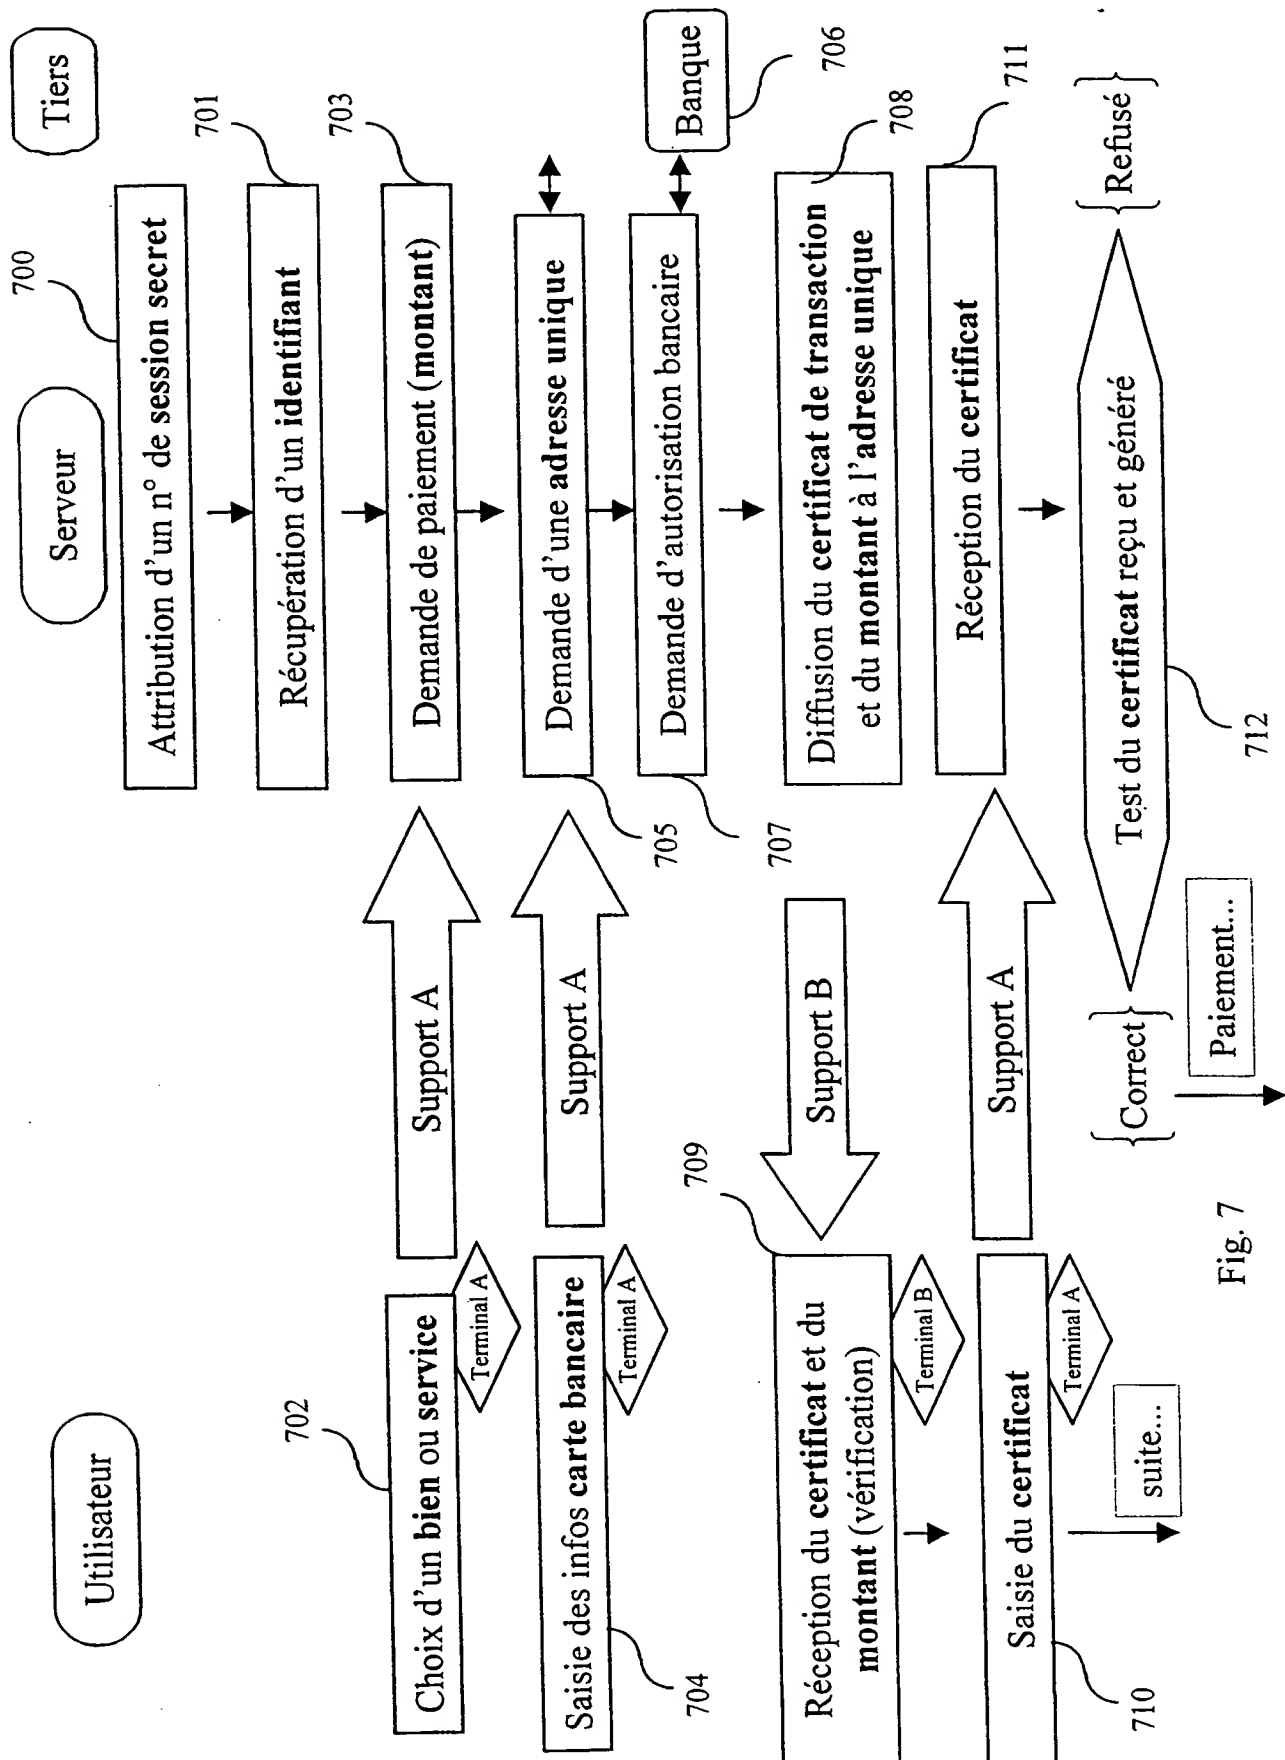 Utilisateur
Serveur
Tiers
700
Attribution d'un n° de session secret
701
Récupération d'un identifiant
702
Choix d'un bien ou service
Terminal A
Support A
703
Demande de paiement (montant)
704
Saisie des infos carte bancaire
Terminal A
Support A
705
Demande d'une adresse unique
706
Banque
707
Demande d'autorisation bancaire
708
Diffusion du certificat de transaction
et du montant à l'adresse unique
Support B
709
Réception du certificat et du
montant (vérification)
Terminal B
710
Saisie du certificat
Terminal A
Support A
711
Réception du certificat
712
Test du certificat reçu et généré
{Refusé}
{Correct}
Paiement...
suite...
Fig. 7